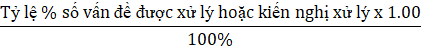 Tỷ lệ % số vấn đề được xử lý hoặc kiến nghị xử lý x 1.00
100%